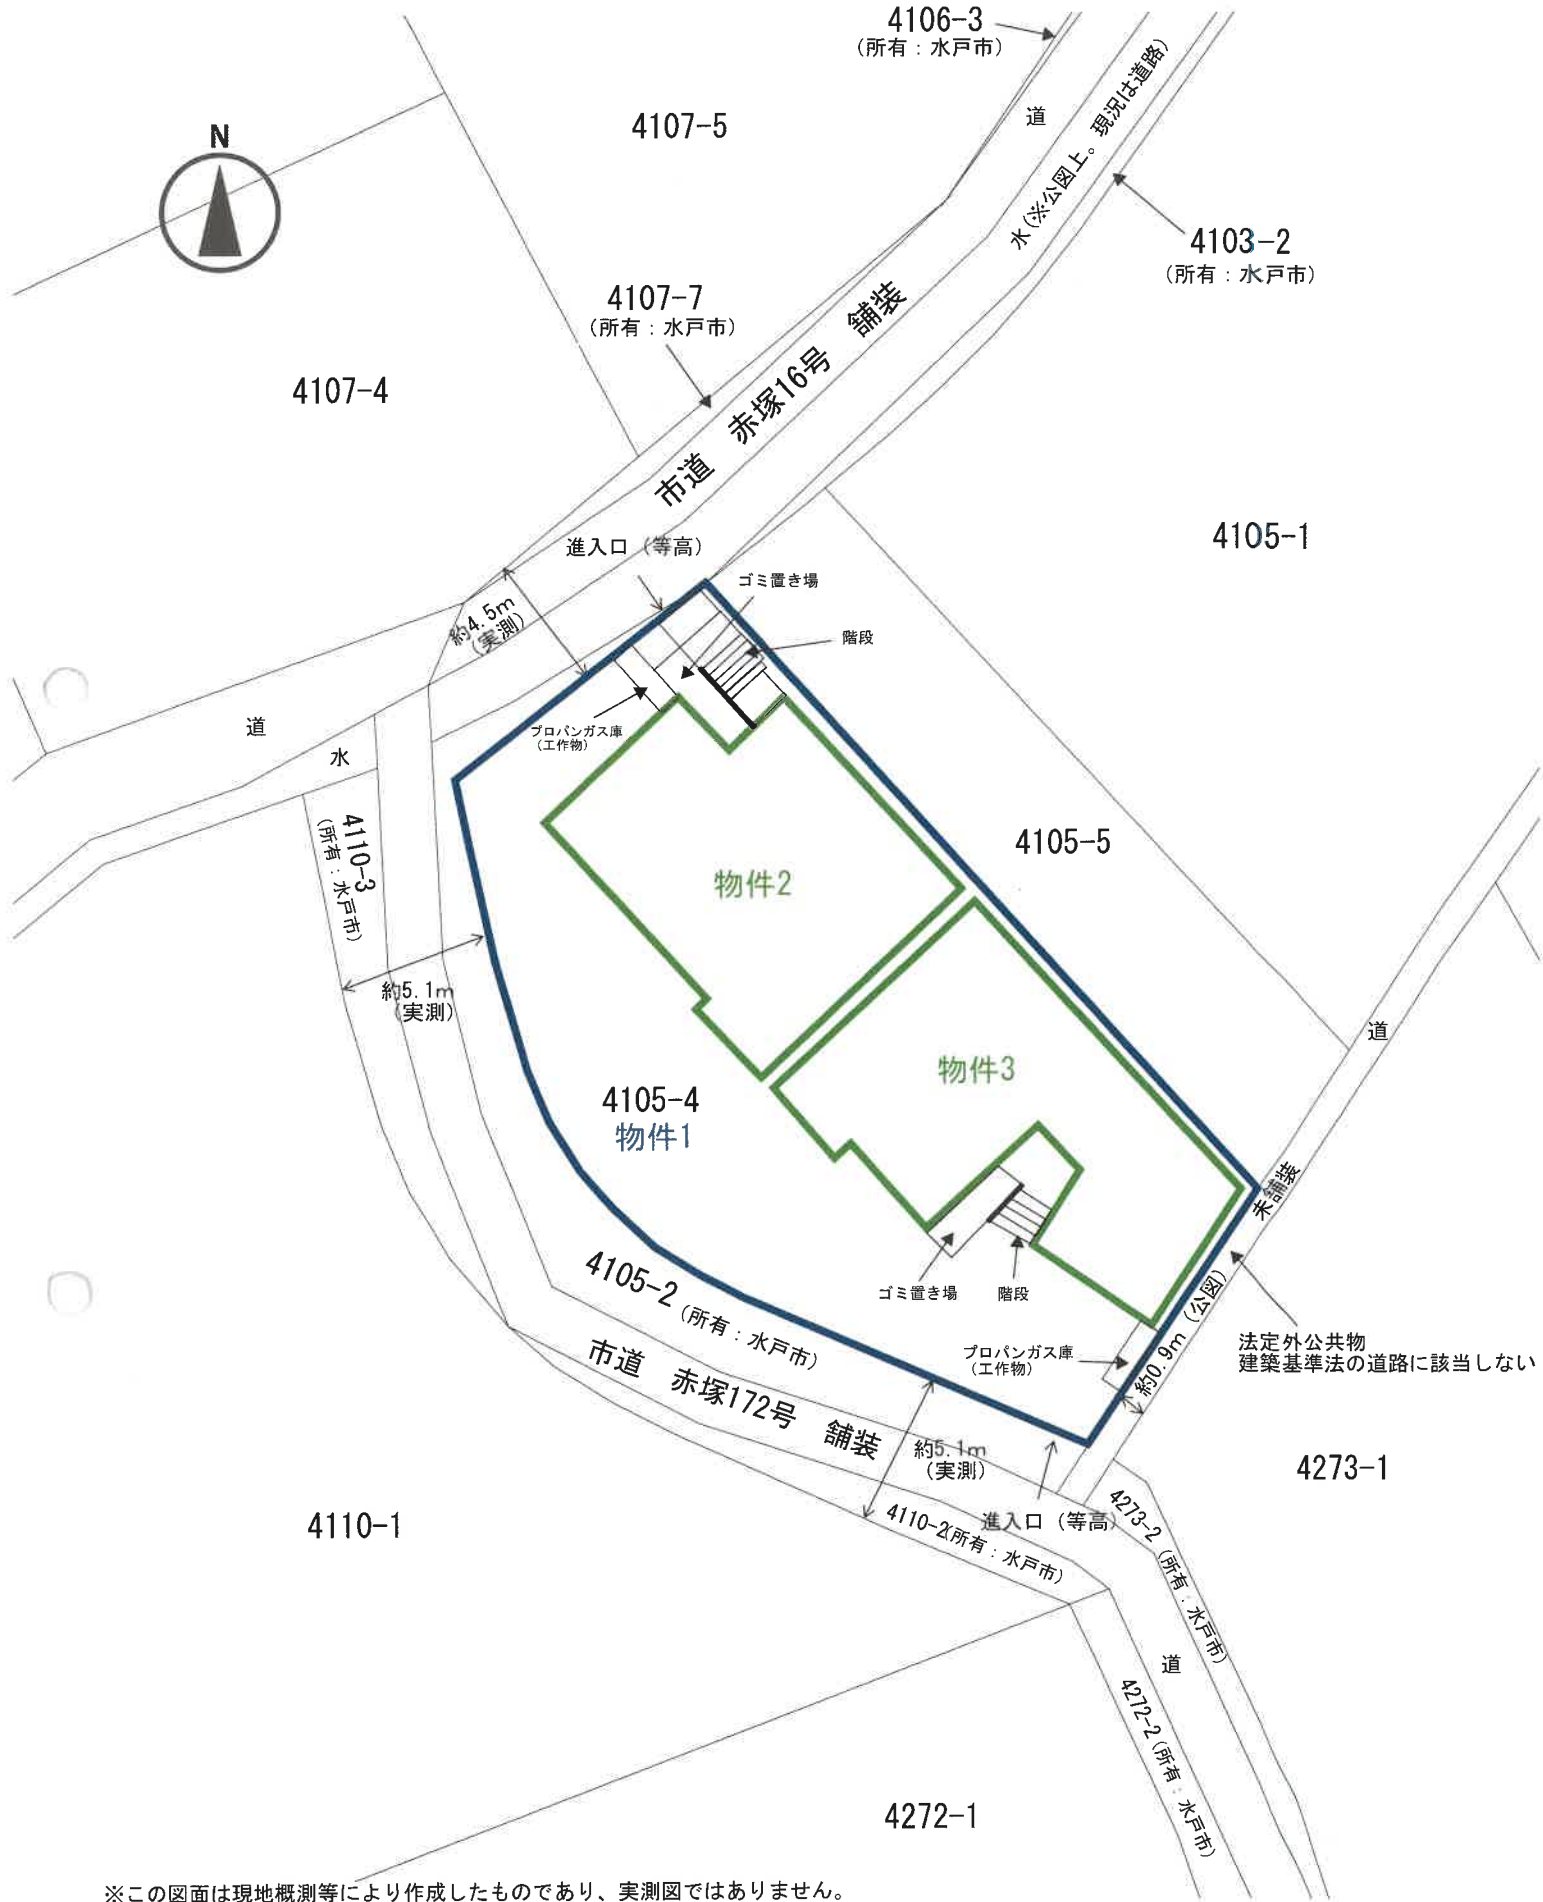 4106-3
(所有：水戸市)
道
水(※公図上。現況は道路)
N
4107-5
4103-2
(所有：水戸市)
4107-7
(所有：水戸市)
市道　赤塚16号　舗装
4107-4
4105-1
進入口（等高）
ゴミ置き場
階段
約4.5m
（実測）
プロパンガス庫
（工作物）
道
水
4110-3
（所有：水戸市）
4105-5
物件2
約5.1m
（実測）
道
物件3
4105-4
物件1
未舗装
4105-2（所有：水戸市）
ゴミ置き場
階段
約0.9m（公図）
法定外公共物
建築基準法の道路に該当しない
プロパンガス庫
（工作物）
市道　赤塚172号　舗装
約5.1m
（実測）
4273-1
4110-1
4110-2(所有：水戸市)
進入口（等高）
4273-2（所有：水戸市）
道
4272-2（所有：水戸市）
4272-1
※この図面は現地概測等により作成したものであり、実測図ではありません。